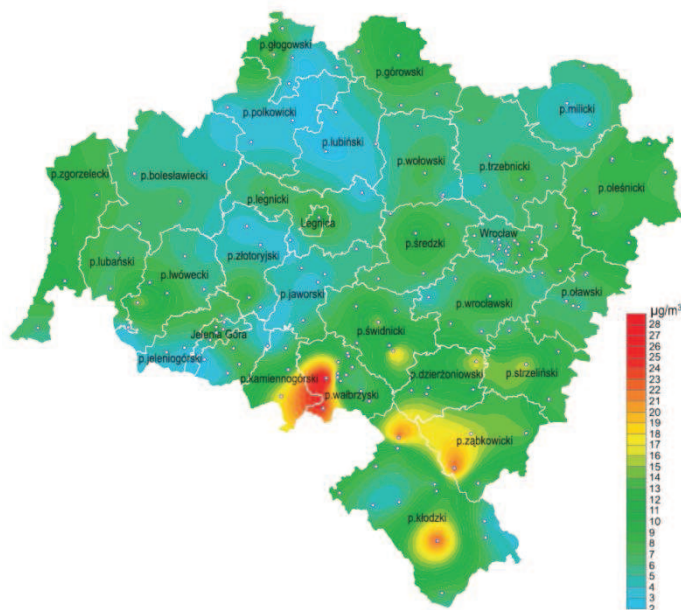 p.głogowski
p.górowski
p.milicki
p.polkowicki
p.lubiński
p.wołowski
p.trzebnicki
p.zgorzelecki
p.bolesławiecki
p.oleśnicki
p.legnicki
Legnica
p.złotoryjski
p.średzki
Wrocław
p.lubański
p.lwówecki
p.jaworski
p.wrocławski
p.oławski
µg/m³
p.świdnicki
Jelenia Góra
p.jeleniogórski
p.kamiennogórski
p.wałbrzyski
p.dzierżoniowski
p.strzeliński
p.ząbkowicki
p.kłodzki
28
26
25
24
23
22
21
20
19
18
17
16
15
14
13
12
11
10
9
8
7
6
5
4
3
2